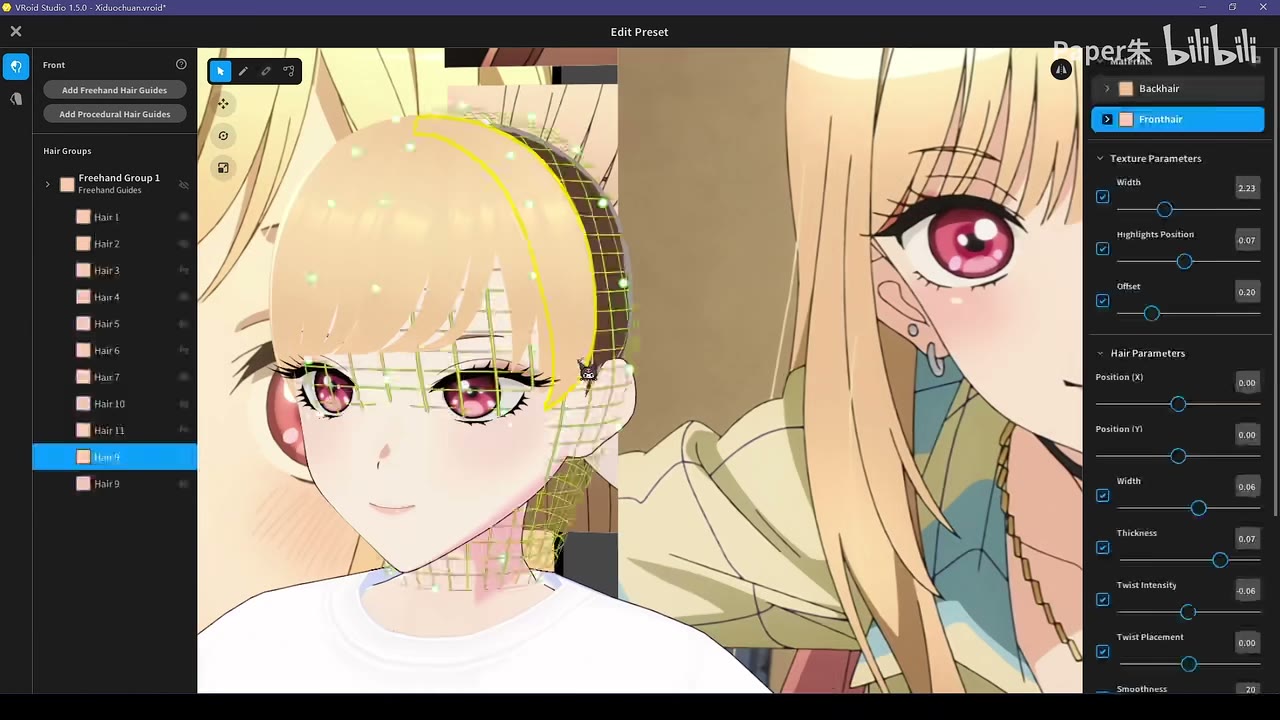 VRoid Studio 1.5.0 - Xiduochuan.vroid*
Edit Preset
Paper朱 bilibili
Front
Add Freehand Hair Guides
Add Procedural Hair Guides
Hair Groups
Freehand Group 1
Freehand Guides
Hair 1
Hair 2
Hair 3
Hair 4
Hair 5
Hair 6
Hair 7
Hair 10
Hair 11
Hair 9
Materials
Backhair
Fronthair
Texture Parameters
Width
2.23
Highlights Position
-0.07
Offset
0.20
Hair Parameters
Position (X)
0.00
Position (Y)
0.00
Width
0.06
Thickness
0.07
Twist Intensity
-0.06
Twist Placement
0.00
Smoothness
20